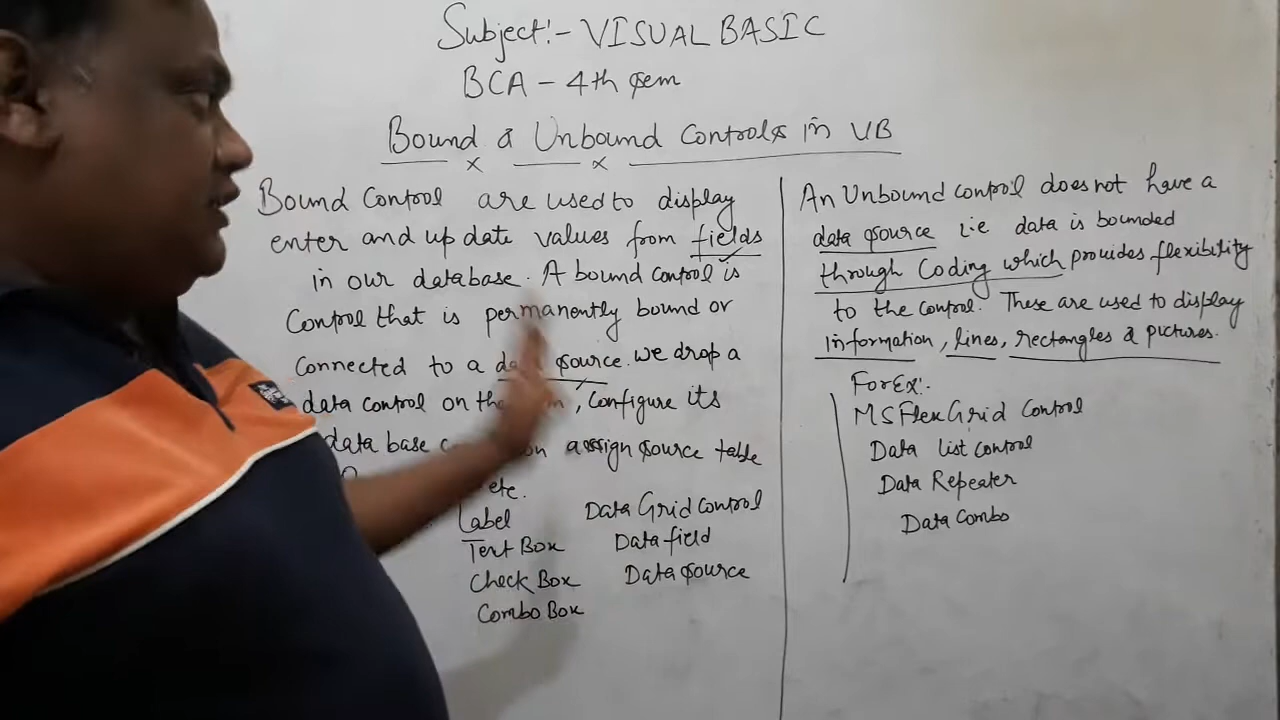 Subject:- VISUAL BASIC
BCA - 4th Sem
Bound & Unbound Controls in VB
Bound Control are used to display
enter and update values from fields
in our database. A bound control is
Control that is permanently bound or
Connected to a data source. we drop a
data control on the , Configure its
data base assign source table
etc.
Label
Text Box
Check Box
Combo Box
Data Grid Control
Data field
Data Source
An Unbound control does not have a
data source i.e data is bounded
through Coding which provides flexibility
to the control. These are used to display
information, lines, rectangles & pictures.
For Ex:.
MSFlexGrid Control
Data list control
Data Repeater
Data Combo